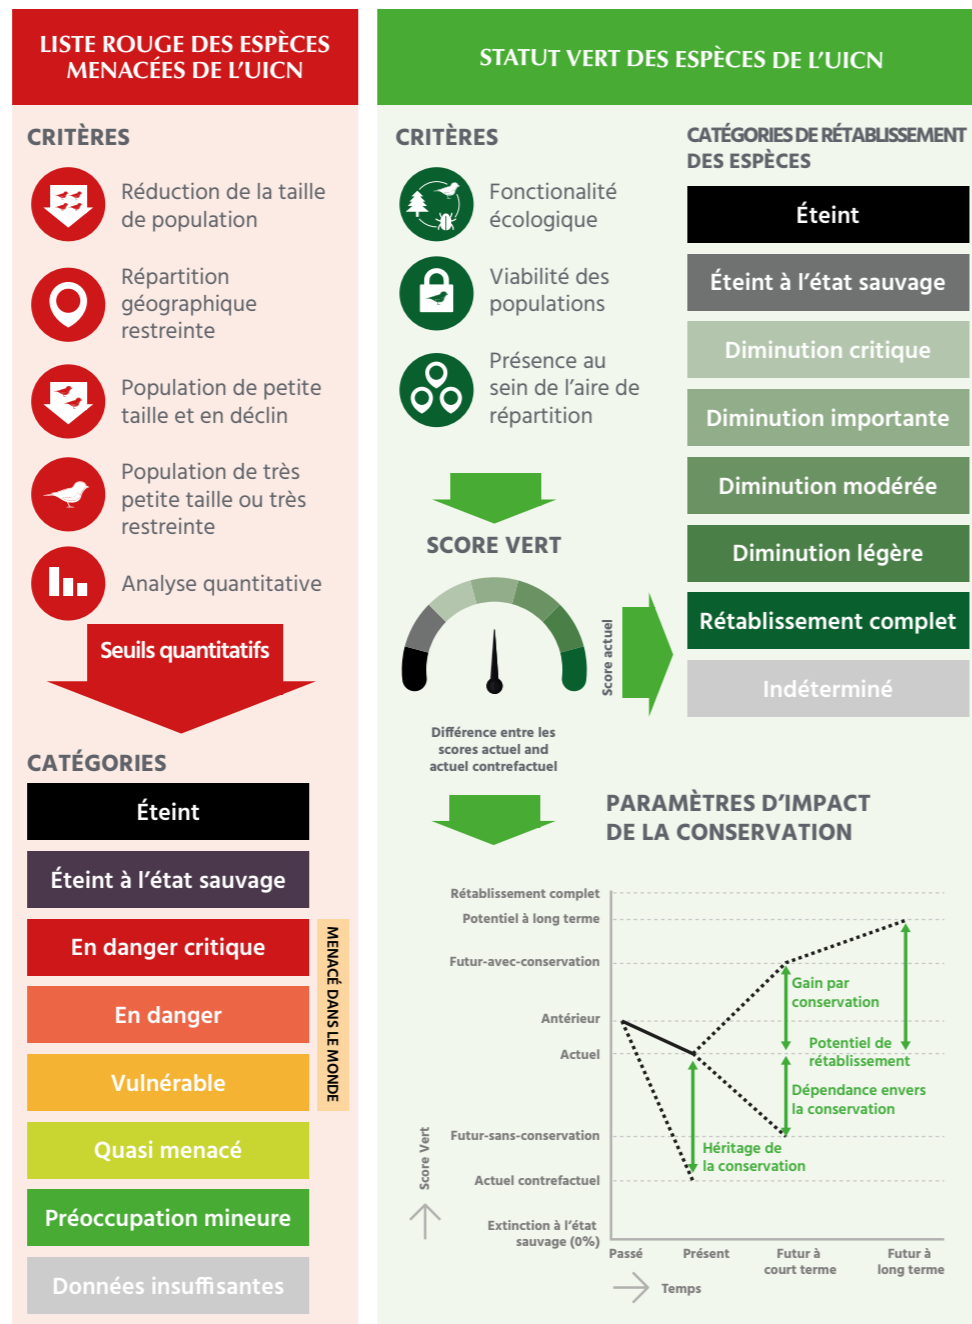 LISTE ROUGE DES ESPÈCES
MENACÉES DE L'UICN
CRITÈRES
Réduction de la taille
de population
Répartition
géographique
restreinte
Population de petite
taille et en déclin
Population de très
petite taille ou très
restreinte
Analyse quantitative
Seuils quantitatifs
CATÉGORIES
Éteint
Éteint à l'état sauvage
En danger critique
En danger
Vulnérable
MENACÉ DANS LE MONDE
Quasi menacé
Préoccupation mineure
Données insuffisantes
STATUT VERT DES ESPÈCES DE L'UICN
CRITÈRES
Fonctionalité
écologique
Viabilité des
populations
Présence au
sein de l'aire de
répartition
SCORE VERT
Score actuel
Différence entre les
scores actuel and
actuel contrefactuel
CATÉGORIES DE RÉTABLISSEMENT
DES ESPÈCES
Éteint
Éteint à l'état sauvage
Diminution critique
Diminution importante
Diminution modérée
Diminution légère
Rétablissement complet
Indéterminé
PARAMÈTRES D'IMPACT
DE LA CONSERVATION
Rétablissement complet
Potentiel à long terme
Futur-avec-conservation
Antérieur
Actuel
Futur-sans-conservation
Actuel contrefactuel
Extinction à l'état
sauvage (0%)
Score Vert
Gain par
conservation
Potentiel de
rétablissement
Dépendance envers
la conservation
Héritage de
la conservation
Passé
Présent
Futur à
court terme
Futur à
long terme
Temps